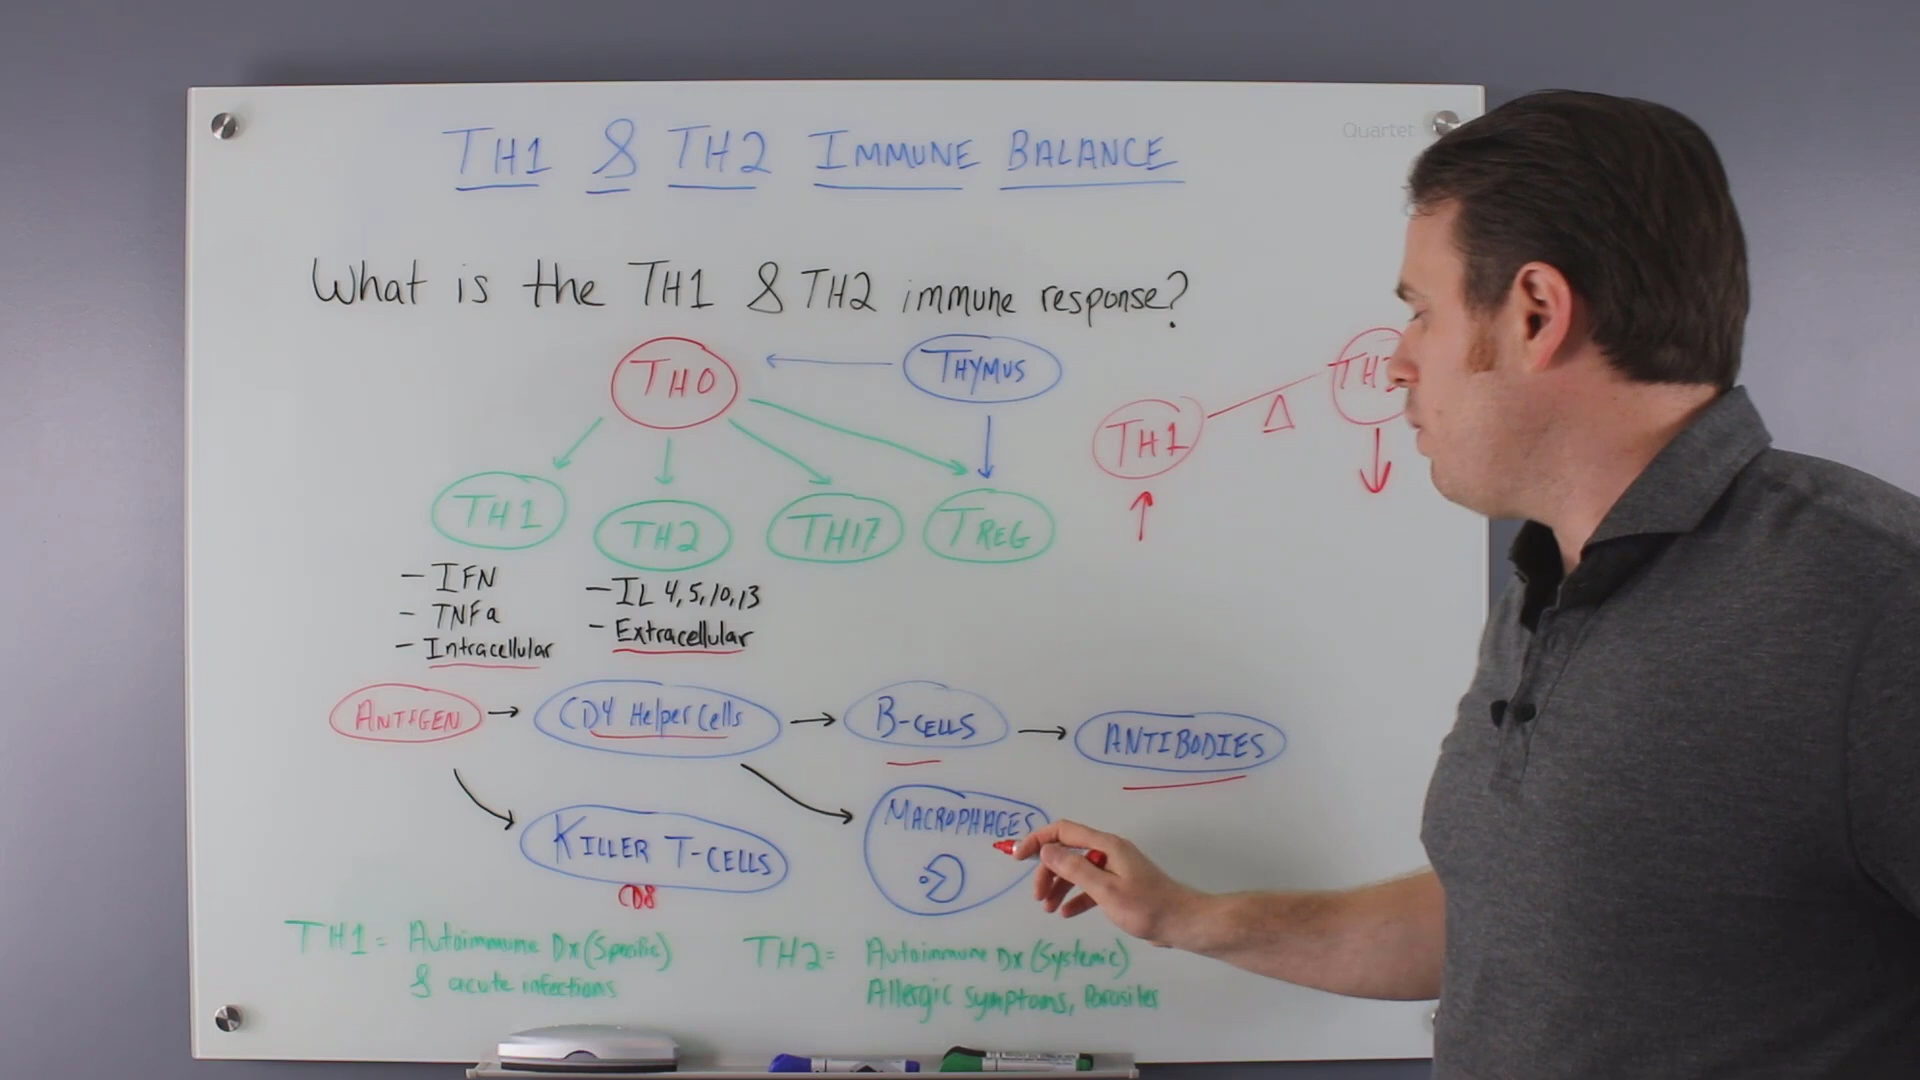 Quartet
TH1 & TH2 IMMUNE BALANCE
What is the TH1 & TH2 immune response?
TH0
THYMUS
TH1
TH2
TH17
TREG
TH1
- IFN
- TNFa
- Intracellular
- IL 4,5,10,13
- Extracellular
ANTIGEN
CD4 Helper Cells
B-CELLS
ANTIBODIES
KILLER T-CELLS
CD8
MACROPHAGES
TH1 = Autoimmune Dx (Specific)
& acute infections
TH2 = Autoimmune Dx (Systemic)
Allergic symptoms, Parasites